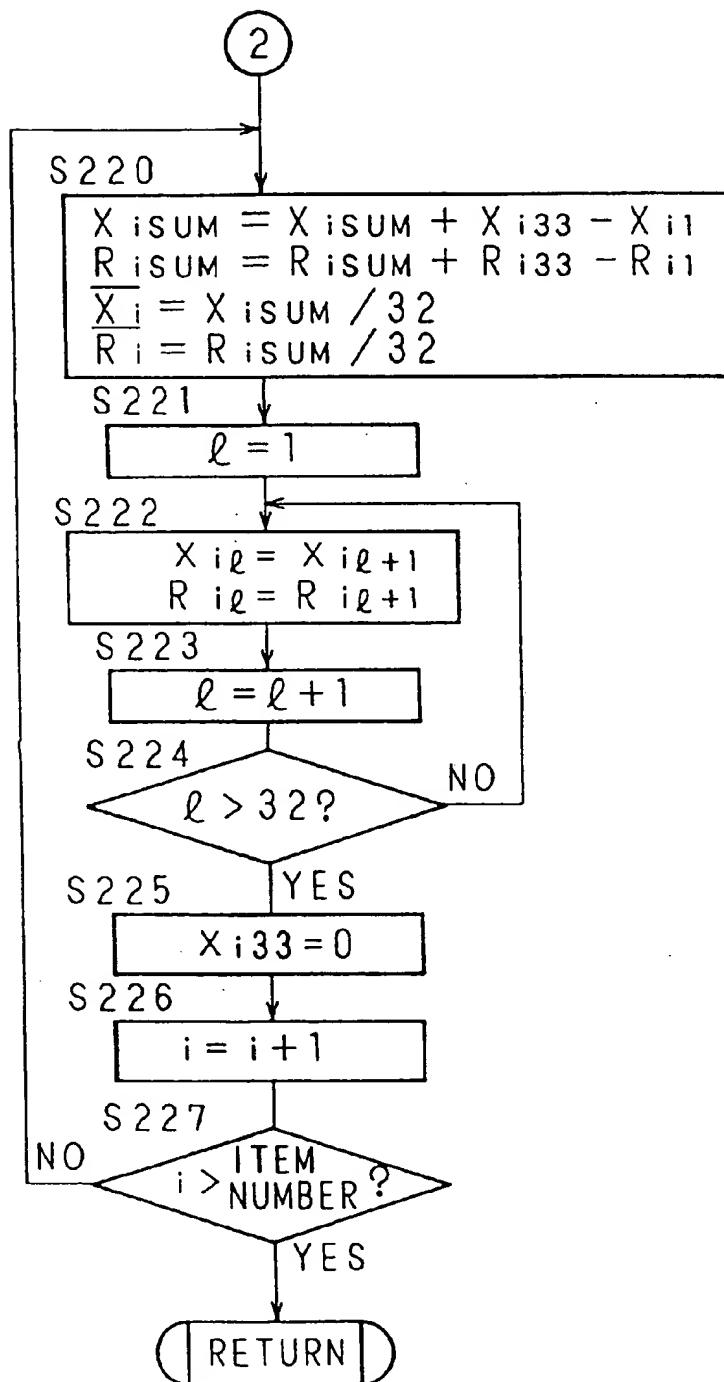 2
S220
X iSUM = X iSUM + X i33 − X i1
R iSUM = R iSUM + R i33 − R i1
X̅ i̅ = X iSUM / 32
R̅ i̅ = R iSUM / 32
S221
ℓ = 1
S222
X iℓ = X iℓ+1
R iℓ = R iℓ+1
S223
ℓ = ℓ + 1
S224
ℓ > 32?
NO
YES
S225
X i33 = 0
S226
i = i + 1
S227
NO
i > ITEM NUMBER ?
YES
RETURN